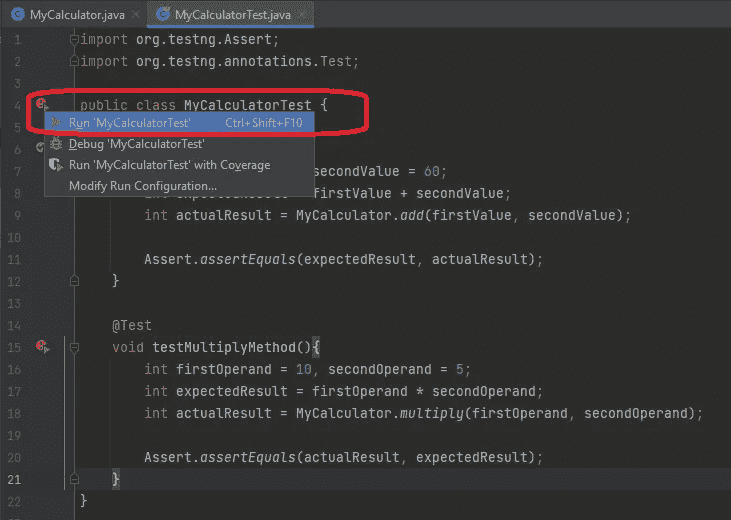 MyCalculator.java
MyCalculatorTest.java
1 import org.testng.Assert;
2 import org.testng.annotations.Test;
3
4 public class MyCalculatorTest {
5 Run 'MyCalculatorTest' Ctrl+Shift+F10
6 Debug 'MyCalculatorTest'
7 secondValue = 60;
Run 'MyCalculatorTest' with Coverage
8 firstValue + secondValue;
Modify Run Configuration...
9 int actualResult = MyCalculator.add(firstValue, secondValue);
10
11 Assert.assertEquals(expectedResult, actualResult);
12 }
13
14 @Test
15 void testMultiplyMethod(){
16 int firstOperand = 10, secondOperand = 5;
17 int expectedResult = firstOperand * secondOperand;
18 int actualResult = MyCalculator.multiply(firstOperand, secondOperand);
19
20 Assert.assertEquals(actualResult, expectedResult);
21 }
22 }